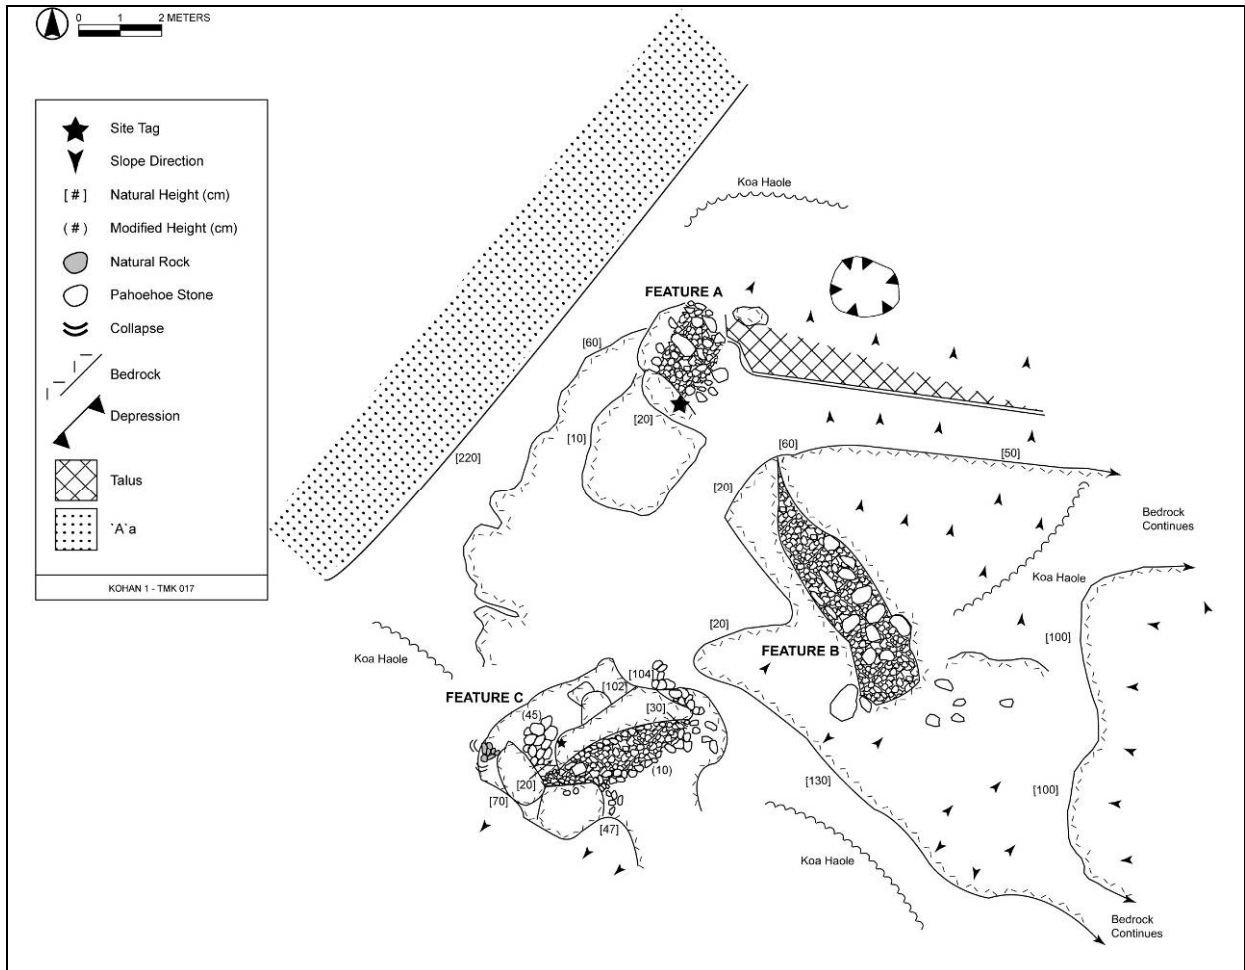 0 1 2 METERS
Site Tag
Slope Direction
[ # ] Natural Height (cm)
( # ) Modified Height (cm)
Natural Rock
Pahoehoe Stone
Collapse
Bedrock
Depression
Talus
`A`a
KOHAN 1 - TMK 017
Koa Haole
FEATURE A
[60]
[20]
[10]
[220]
[60]
[50]
[20]
Bedrock
Continues
Koa Haole
[20]
[100]
FEATURE B
Koa Haole
[104]
[102]
FEATURE C
[30]
(45)
(10)
[20]
[130]
[100]
[70]
[47]
Koa Haole
Bedrock
Continues